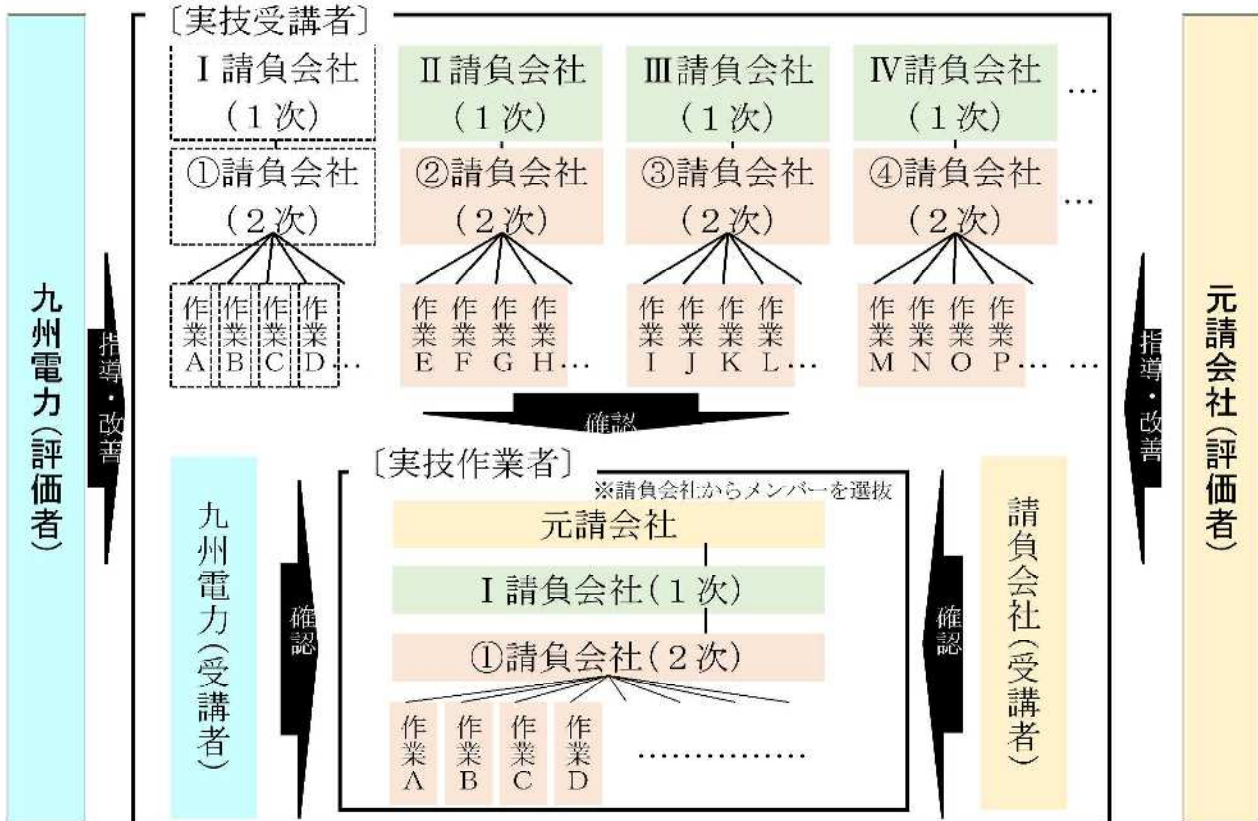 九州電力(評価者)
指導・改善
〔実技受講者〕
Ⅰ請負会社
(1次)
Ⅱ請負会社
(1次)
Ⅲ請負会社
(1次)
Ⅳ請負会社
(1次)
…
①請負会社
(2次)
②請負会社
(2次)
③請負会社
(2次)
④請負会社
(2次)
…
作業A
作業B
作業C
作業D
…
作業E
作業F
作業G
作業H
…
作業I
作業J
作業K
作業L
…
作業M
作業N
作業O
作業P
… …
確認
九州電力(受講者)
確認
〔実技作業者〕
※請負会社からメンバーを選抜
元請会社
Ⅰ請負会社(1次)
①請負会社(2次)
作業A
作業B
作業C
作業D
……………
確認
請負会社(受講者)
指導・改善
元請会社(評価者)